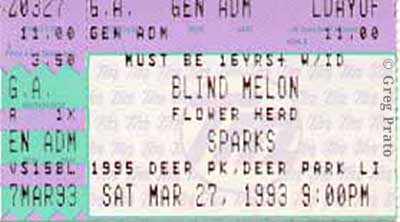 20327 G.A. GEN ADM LDAYOF
11.00 GEN ADM 11.00
3.50 MUST BE 16YRS+ W/ID
G.A. BLIND MELON
A 1X FLOWER HEAD
EN ADM SPARKS
VS15BL 1995 DEER PK,DEER PARK LI
7MAR93 SAT MAR 27, 1993 9:00PM
© Greg Prato